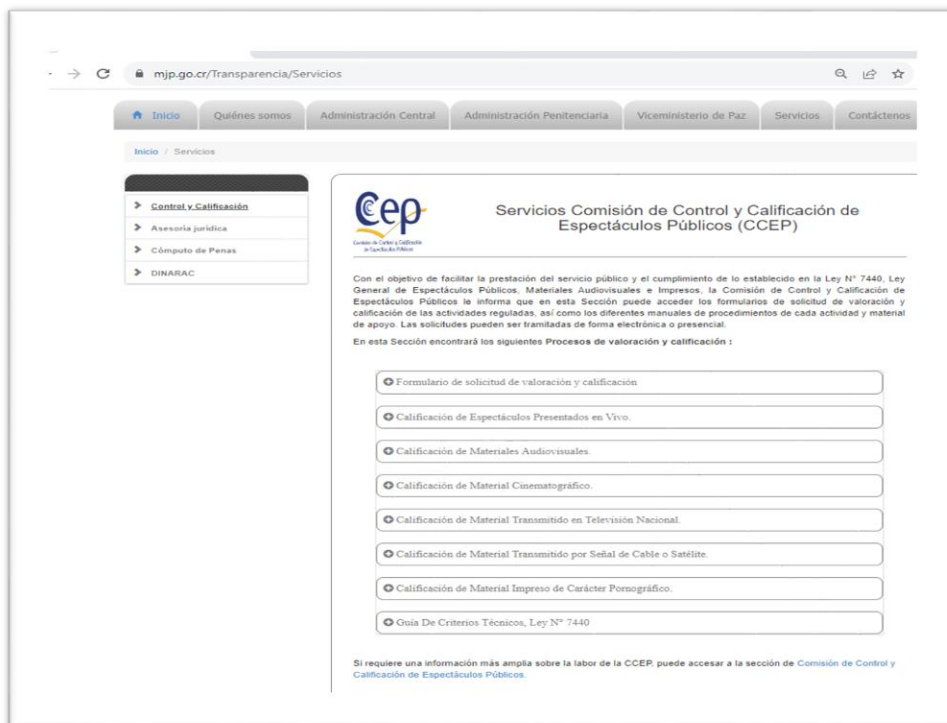 mjp.go.cr/Transparencia/Servicios
Inicio
Quiénes somos
Administración Central
Administración Penitenciaria
Viceministerio de Paz
Servicios
Contáctenos
Inicio / Servicios
Control y Calificación
Asesoría jurídica
Cómputo de Penas
DINARAC
Ccep
Comisión de Control y Calificación
de Espectáculos Públicos
Servicios Comisión de Control y Calificación de
Espectáculos Públicos (CCEP)
Con el objetivo de facilitar la prestación del servicio público y el cumplimiento de lo establecido en la Ley N° 7440, Ley
General de Espectáculos Públicos, Materiales Audiovisuales e Impresos, la Comisión de Control y Calificación de
Espectáculos Públicos le informa que en esta Sección puede acceder los formularios de solicitud de valoración y
calificación de las actividades reguladas, así como los diferentes manuales de procedimientos de cada actividad y material
de apoyo. Las solicitudes pueden ser tramitadas de forma electrónica o presencial.
En esta Sección encontrará los siguientes Procesos de valoración y calificación :
Formulario de solicitud de valoración y calificación
Calificación de Espectáculos Presentados en Vivo.
Calificación de Materiales Audiovisuales.
Calificación de Material Cinematográfico.
Calificación de Material Transmitido en Televisión Nacional.
Calificación de Material Transmitido por Señal de Cable o Satélite.
Calificación de Material Impreso de Carácter Pornográfico.
Guía De Criterios Técnicos, Ley N° 7440
Si requiere una información más amplia sobre la labor de la CCEP, puede accesar a la sección de Comisión de Control y
Calificación de Espectáculos Públicos.